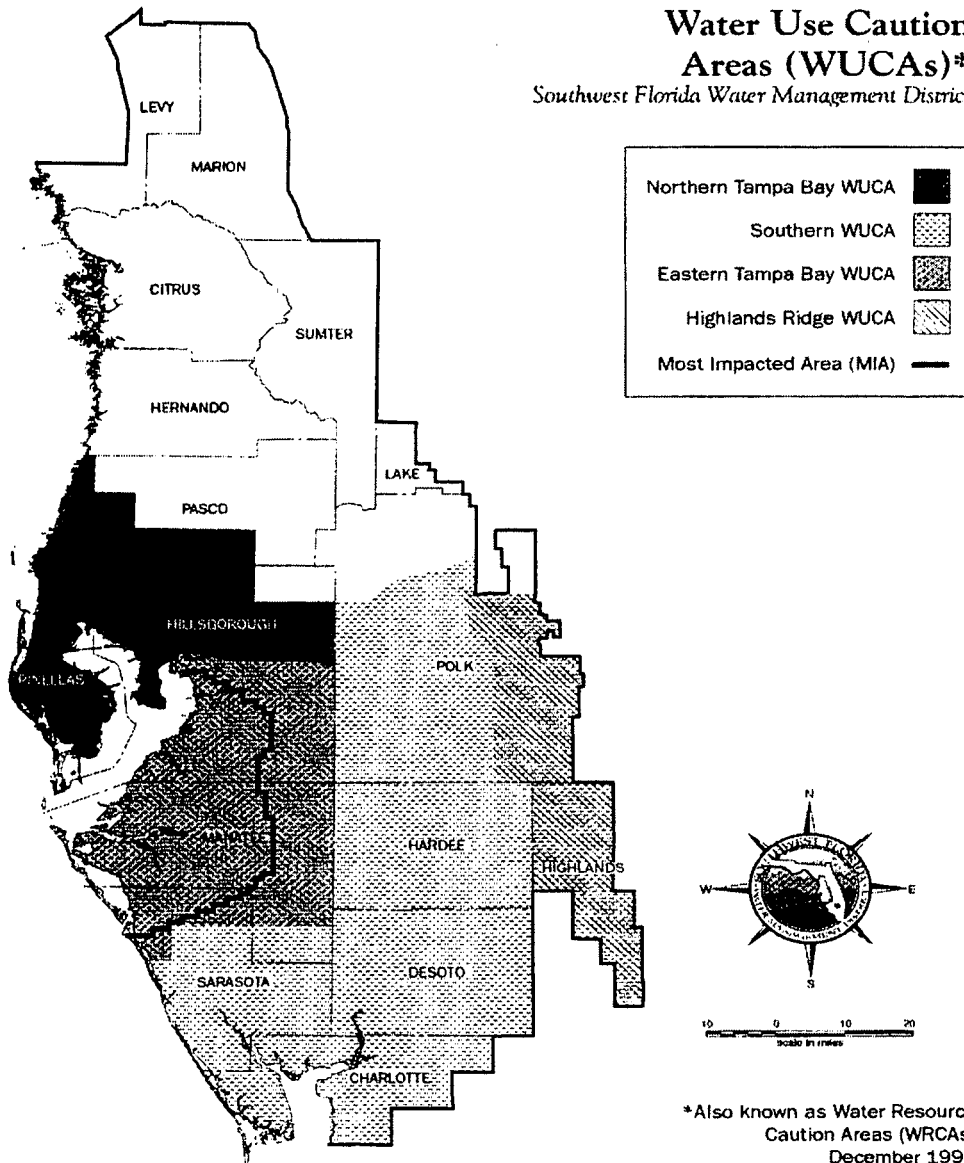 Water Use Caution
Areas (WUCAs)*
Southwest Florida Water Management Distric
Northern Tampa Bay WUCA
Southern WUCA
Eastern Tampa Bay WUCA
Highlands Ridge WUCA
Most Impacted Area (MIA)
LEVY
MARION
CITRUS
SUMTER
HERNANDO
LAKE
PASCO
HILLSBOROUGH
POLK
PINELLAS
MANATEE
HARDEE
HIGHLANDS
SARASOTA
DESOTO
CHARLOTTE
N
W
E
S
10 0 10 20
Scale in miles
*Also known as Water Resourc
Caution Areas (WRCAs
December 199